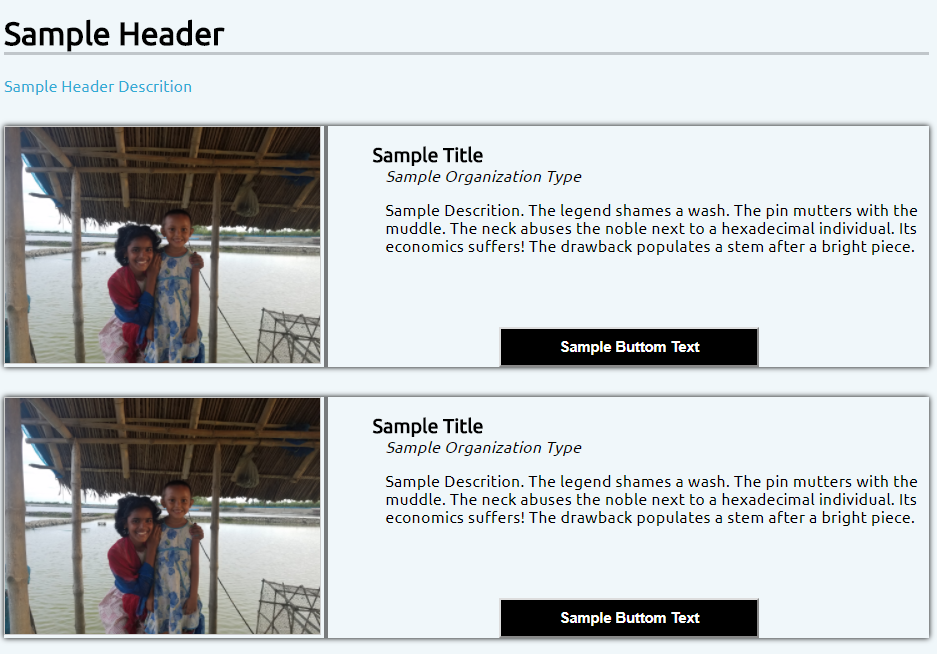 Sample Header
Sample Header Descrition
Sample Title
Sample Organization Type
Sample Descrition. The legend shames a wash. The pin mutters with the
muddle. The neck abuses the noble next to a hexadecimal individual. Its
economics suffers! The drawback populates a stem after a bright piece.
Sample Buttom Text
Sample Title
Sample Organization Type
Sample Descrition. The legend shames a wash. The pin mutters with the
muddle. The neck abuses the noble next to a hexadecimal individual. Its
economics suffers! The drawback populates a stem after a bright piece.
Sample Buttom Text